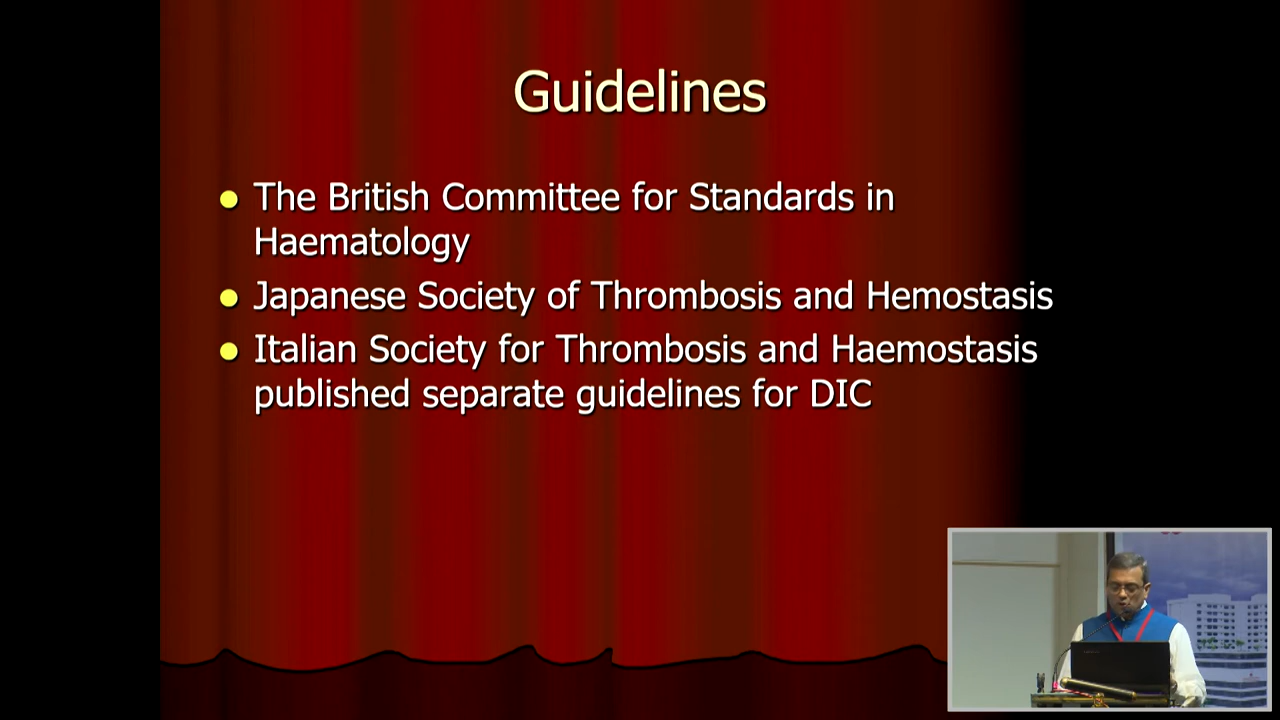 Guidelines
The British Committee for Standards in
Haematology
Japanese Society of Thrombosis and Hemostasis
Italian Society for Thrombosis and Haemostasis
published separate guidelines for DIC